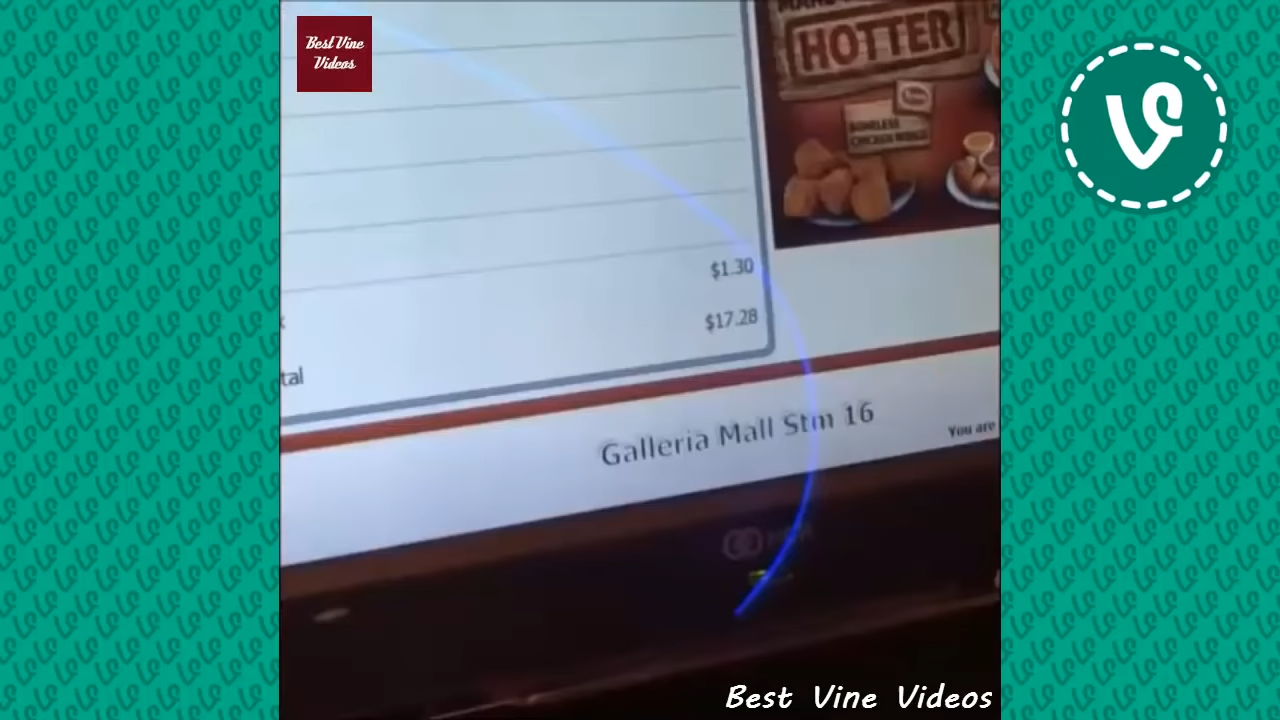 Best Vine
Videos
HOTTER
BONELESS
CHICKEN WINGS
$1.30
$17.28
tal
Galleria Mall Stm 16
You are
Best Vine Videos